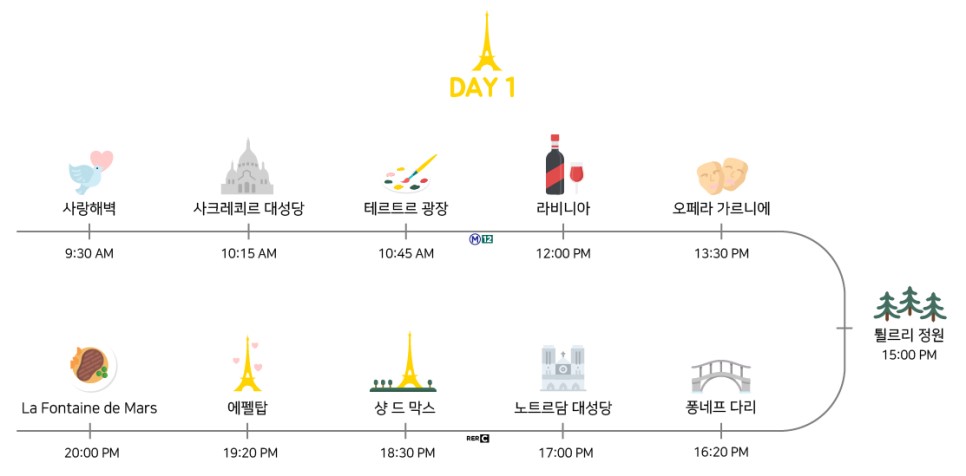 DAY 1
사랑해벽
9:30 AM
사크레쾨르 대성당
10:15 AM
테르트르 광장
10:45 AM
M 12
라비니아
12:00 PM
오페라 가르니에
13:30 PM
튈르리 정원
15:00 PM
퐁네프 다리
16:20 PM
노트르담 대성당
17:00 PM
RER C
샹 드 막스
18:30 PM
에펠탑
19:20 PM
La Fontaine de Mars
20:00 PM